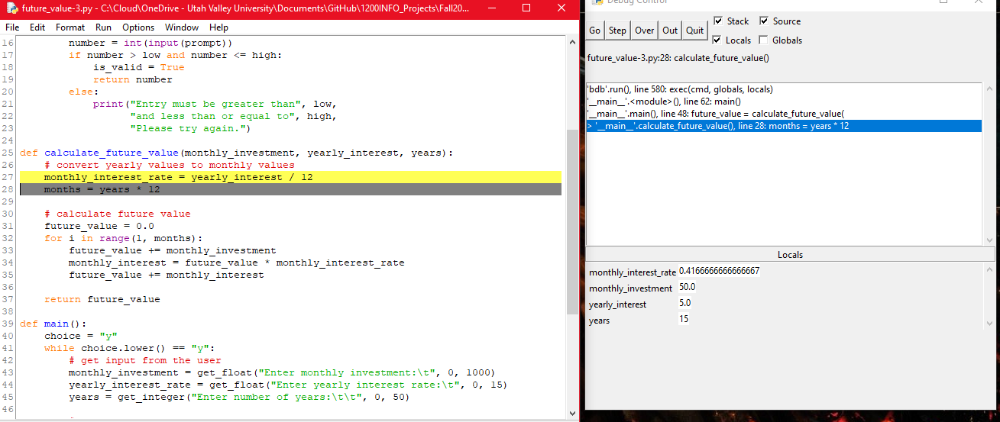 future_value-3.py - C:\Cloud\OneDrive - Utah Valley University\Documents\GitHub\1200INFO_Projects\Fall20...
File Edit Format Run Options Window Help
16 number = int(input(prompt))
17 if number > low and number <= high:
18 is_valid = True
19 return number
20 else:
21 print("Entry must be greater than", low,
22 "and less than or equal to", high,
23 "Please try again.")
24
25 def calculate_future_value(monthly_investment, yearly_interest, years):
26 # convert yearly values to monthly values
27 monthly_interest_rate = yearly_interest / 12
28 months = years * 12
29
30 # calculate future value
31 future_value = 0.0
32 for i in range(1, months):
33 future_value += monthly_investment
34 monthly_interest = future_value * monthly_interest_rate
35 future_value += monthly_interest
36
37 return future_value
38
39 def main():
40 choice = "y"
41 while choice.lower() == "y":
42 # get input from the user
43 monthly_investment = get_float("Enter monthly investment:\t", 0, 1000)
44 yearly_interest_rate = get_float("Enter yearly interest rate:\t", 0, 15)
45 years = get_integer("Enter number of years:\t\t", 0, 50)
46
Debug Control
Go Step Over Out Quit
Stack Source
Locals Globals
future_value-3.py:28: calculate_future_value()
'bdb'.run(), line 580: exec(cmd, globals, locals)
'__main__'.<module>(), line 62: main()
'__main__'.main(), line 48: future_value = calculate_future_value(
> '__main__'.calculate_future_value(), line 28: months = years * 12
Locals
monthly_interest_rate 0.4166666666666667
monthly_investment 50.0
yearly_interest 5.0
years 15